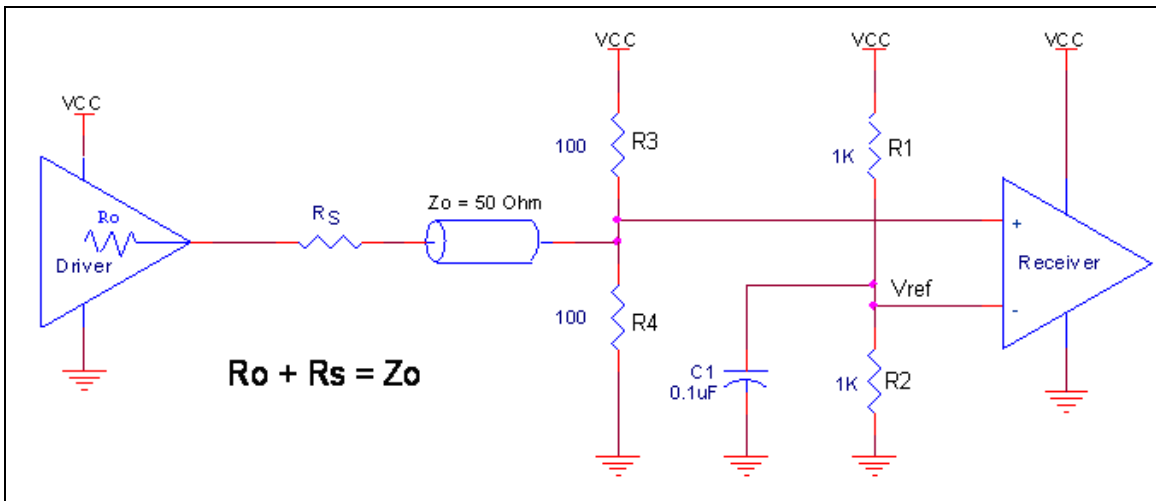 VCC
VCC
VCC
VCC
100
R3
1K
R1
Ro
Driver
RS
Zo = 50 Ohm
+
Receiver
Vref
-
100
R4
C1
0.1uF
1K
R2
Ro + Rs = Zo